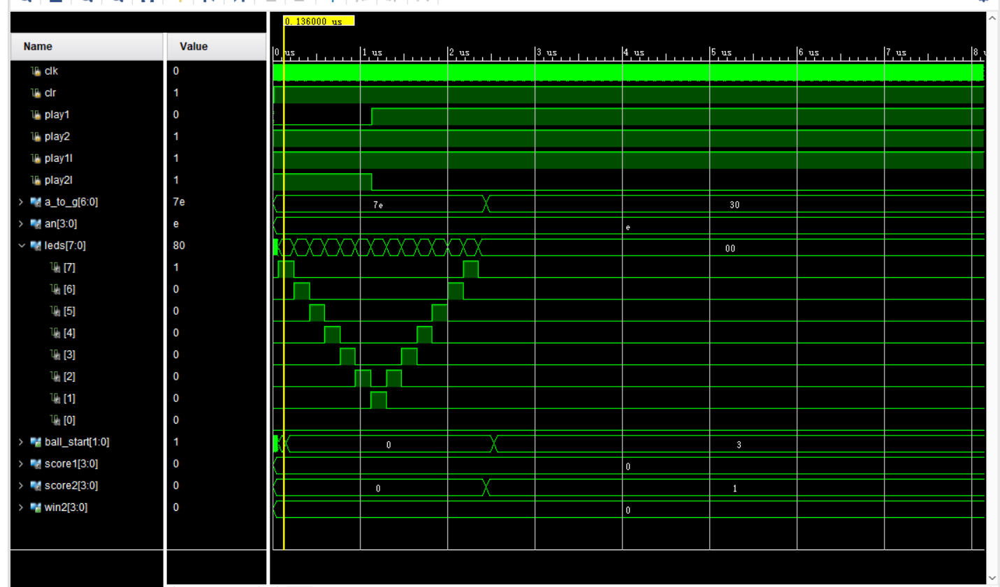 0.136000 us
Name Value
0 us 1 us 2 us 3 us 4 us 5 us 6 us 7 us 8
clk 0
clr 1
play1 0
play2 1
play1l 1
play2l 1
a_to_g[6:0] 7e 7e 30
an[3:0] e e
leds[7:0] 80 00
[7] 1
[6] 0
[5] 0
[4] 0
[3] 0
[2] 0
[1] 0
[0] 0
ball_start[1:0] 1 0 3
score1[3:0] 0 0
score2[3:0] 0 0 1
win2[3:0] 0 0